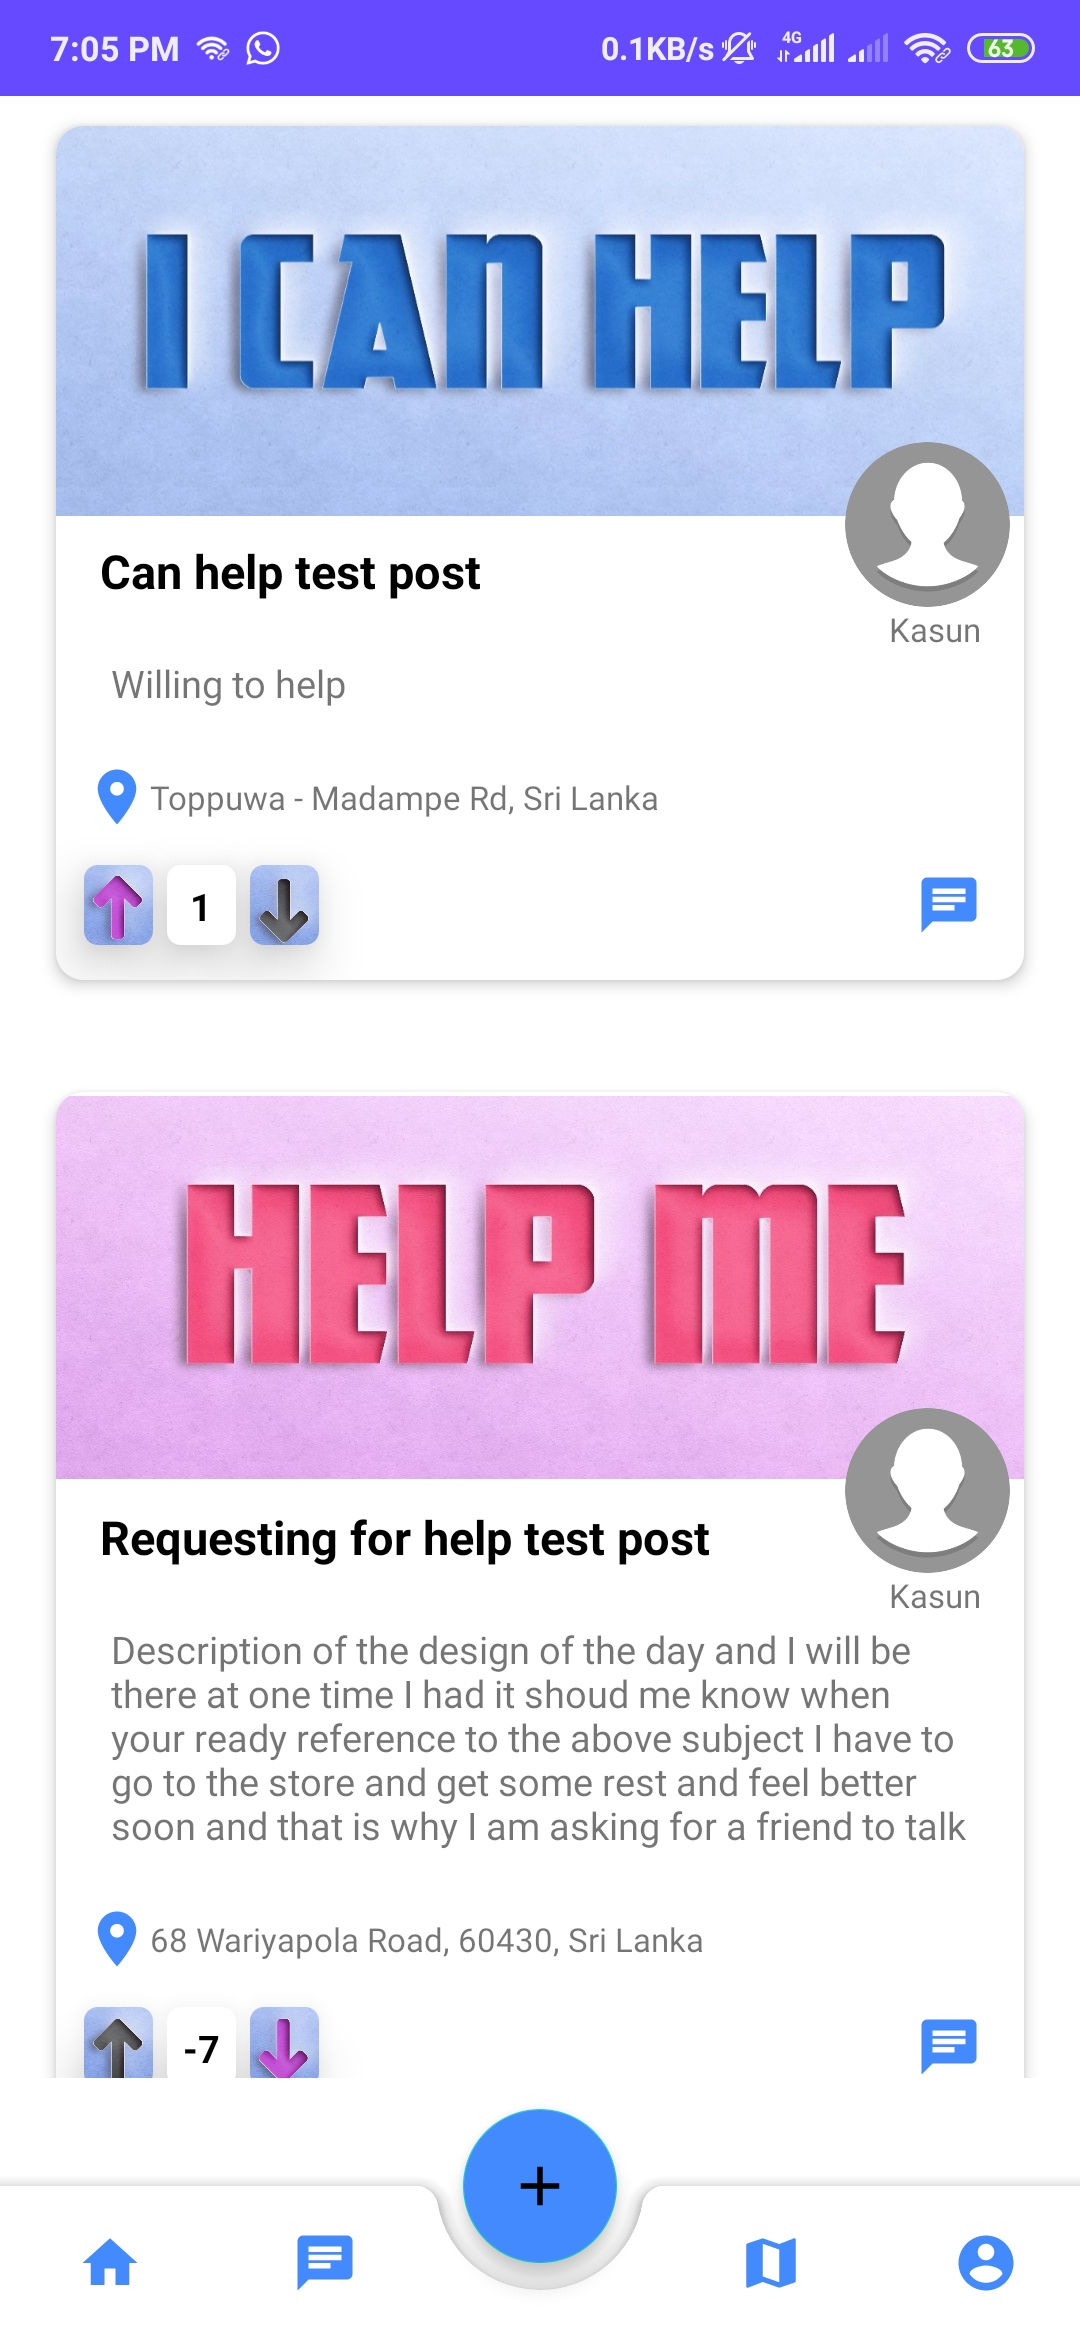 7:05 PM 0.1KB/s 4G 63
I CAN HELP
Can help test post
Kasun
Willing to help
Toppuwa - Madampe Rd, Sri Lanka
1
HELP ME
Requesting for help test post
Kasun
Description of the design of the day and I will be
there at one time I had it shoud me know when
your ready reference to the above subject I have to
go to the store and get some rest and feel better
soon and that is why I am asking for a friend to talk
68 Wariyapola Road, 60430, Sri Lanka
-7
+